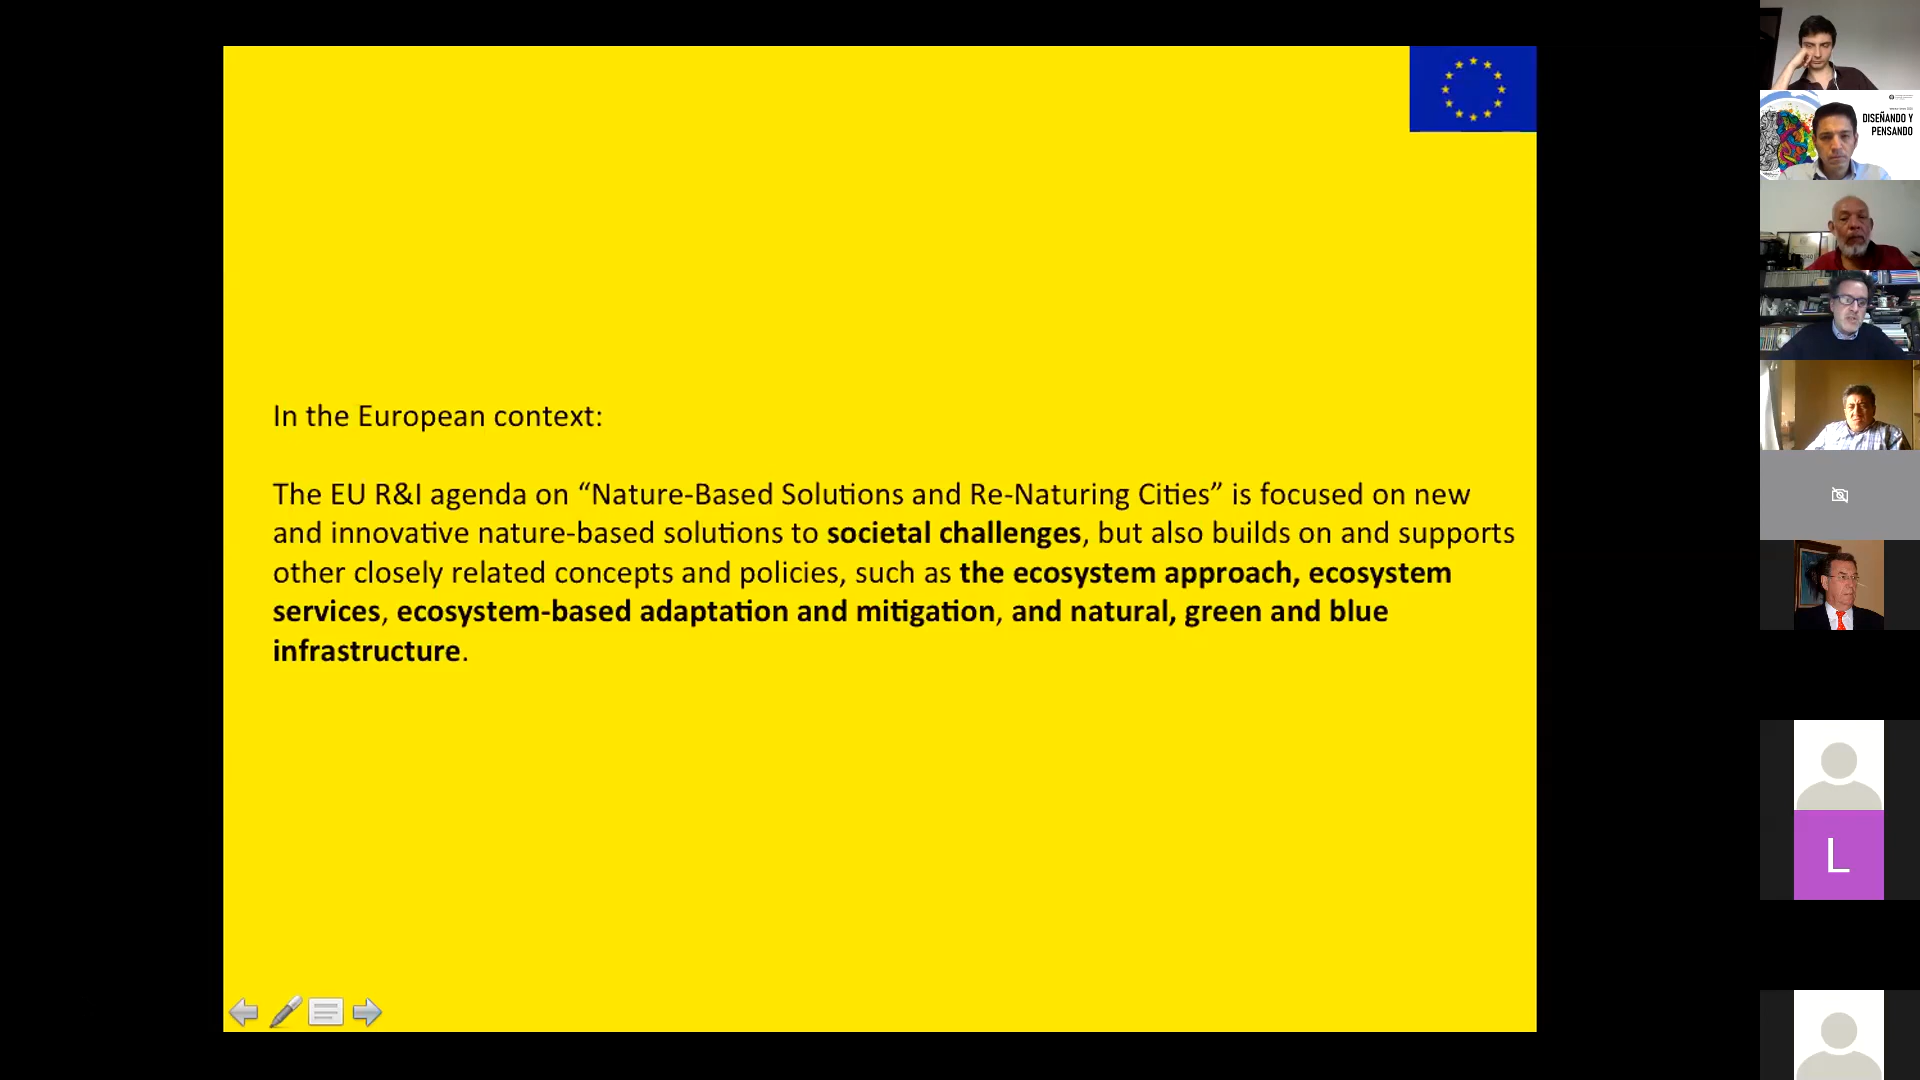 In the European context:
The EU R&I agenda on “Nature-Based Solutions and Re-Naturing Cities” is focused on new
and innovative nature-based solutions to societal challenges, but also builds on and supports
other closely related concepts and policies, such as the ecosystem approach, ecosystem
services, ecosystem-based adaptation and mitigation, and natural, green and blue
infrastructure.
DISEÑANDO Y
PENSANDO
L